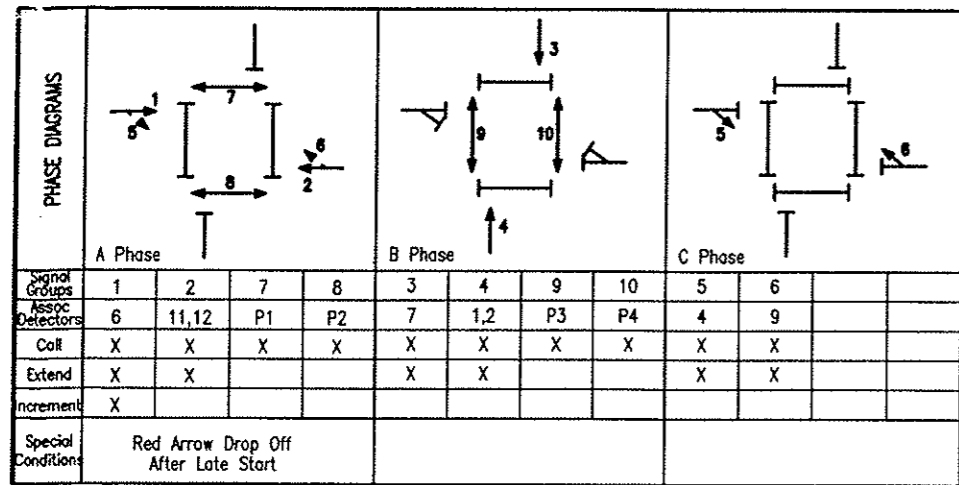 PHASE DIAGRAMS
1
5
7
8
6
2
A Phase
3
9
10
4
B Phase
5
6
C Phase
Signal Groups 1 2 7 8 3 4 9 10 5 6
Assoc Detectors 6 11,12 P1 P2 7 1,2 P3 P4 4 9
Call X X X X X X X X X X
Extend X X X X X X
Increment X
Special Conditions Red Arrow Drop Off
After Late Start